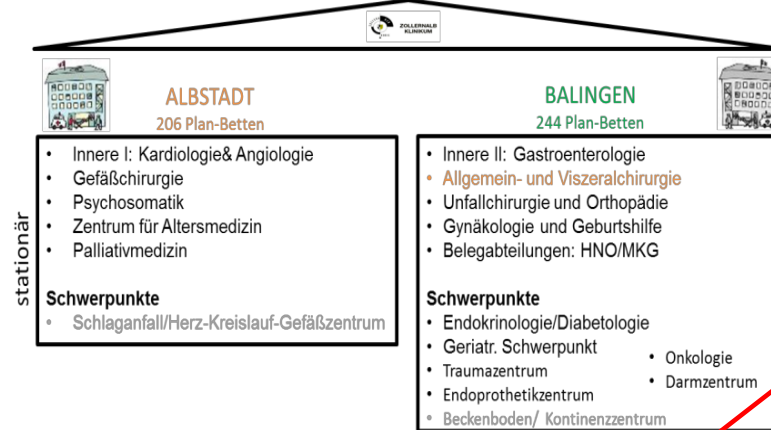 ZOLLERNALB
KLINIKUM
ALBSTADT
206 Plan-Betten
stationär
• Innere I: Kardiologie& Angiologie
• Gefäßchirurgie
• Psychosomatik
• Zentrum für Altersmedizin
• Palliativmedizin
Schwerpunkte
• Schlaganfall/Herz-Kreislauf-Gefäßzentrum
BALINGEN
244 Plan-Betten
• Innere II: Gastroenterologie
• Allgemein- und Viszeralchirurgie
• Unfallchirurgie und Orthopädie
• Gynäkologie und Geburtshilfe
• Belegabteilungen: HNO/MKG
Schwerpunkte
• Endokrinologie/Diabetologie
• Geriatr. Schwerpunkt
• Traumazentrum
• Endoprothetikzentrum
• Beckenboden/ Kontinenzzentrum
• Onkologie
• Darmzentrum